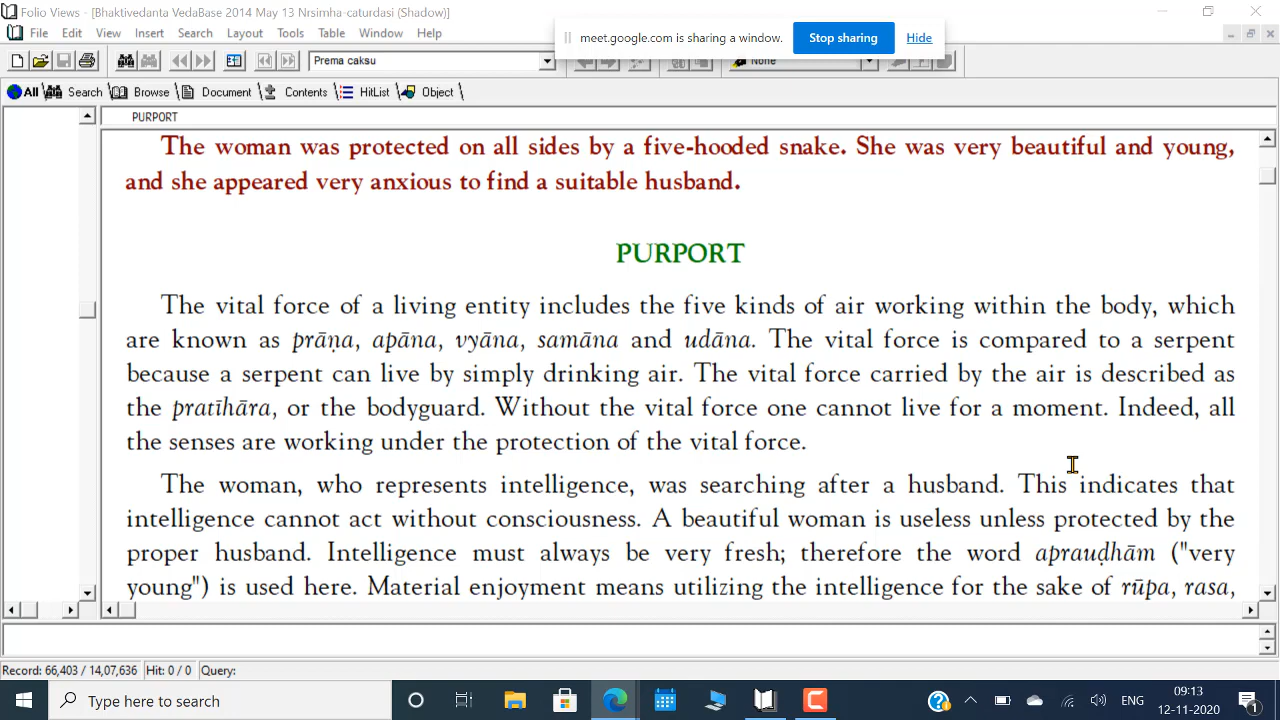 Folio Views - [Bhaktivedanta VedaBase 2014 May 13 Nrsimha-caturdasi (Shadow)]
meet.google.com is sharing a window. Stop sharing Hide
File Edit View Insert Search Layout Tools Table Window Help
Prema caksu None
All Search Browse Document Contents HitList Object
PURPORT
The woman was protected on all sides by a five-hooded snake. She was very beautiful and young,
and she appeared very anxious to find a suitable husband.
PURPORT
The vital force of a living entity includes the five kinds of air working within the body, which
are known as prāṇa, apāna, vyāna, samāna and udāna. The vital force is compared to a serpent
because a serpent can live by simply drinking air. The vital force carried by the air is described as
the pratīhāra, or the bodyguard. Without the vital force one cannot live for a moment. Indeed, all
the senses are working under the protection of the vital force.
The woman, who represents intelligence, was searching after a husband. This indicates that
intelligence cannot act without consciousness. A beautiful woman is useless unless protected by the
proper husband. Intelligence must always be very fresh; therefore the word aprauḍhām ("very
young") is used here. Material enjoyment means utilizing the intelligence for the sake of rūpa, rasa,
Record: 66,403 / 14,07,636 Hit: 0 / 0 Query:
Type here to search
ENG
09:13
12-11-2020
1